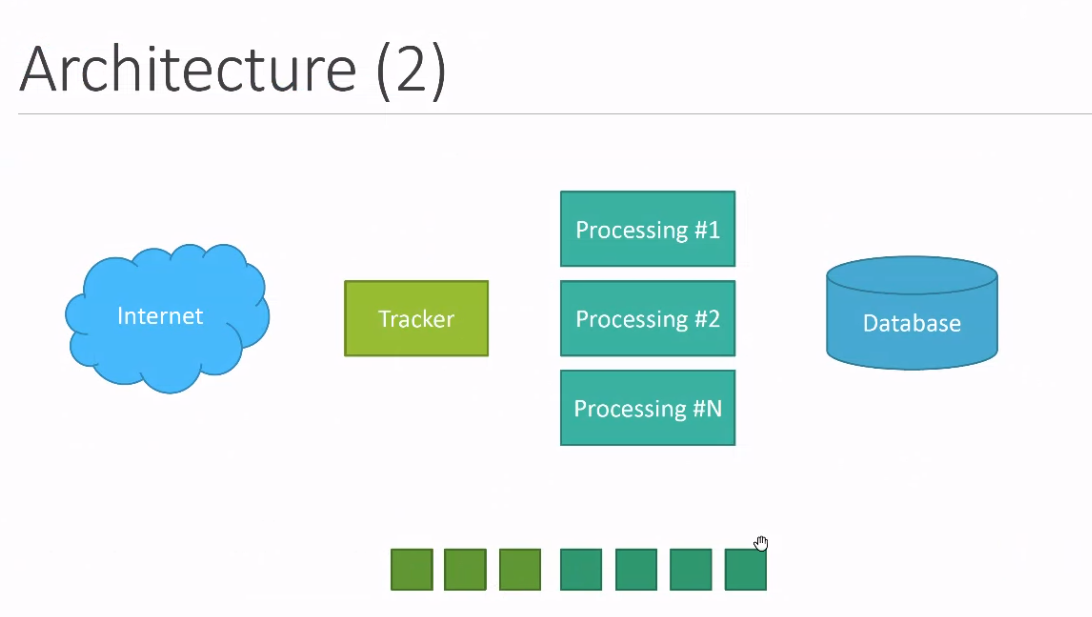 Architecture (2)
Internet
Tracker
Processing #1
Processing #2
Processing #N
Database